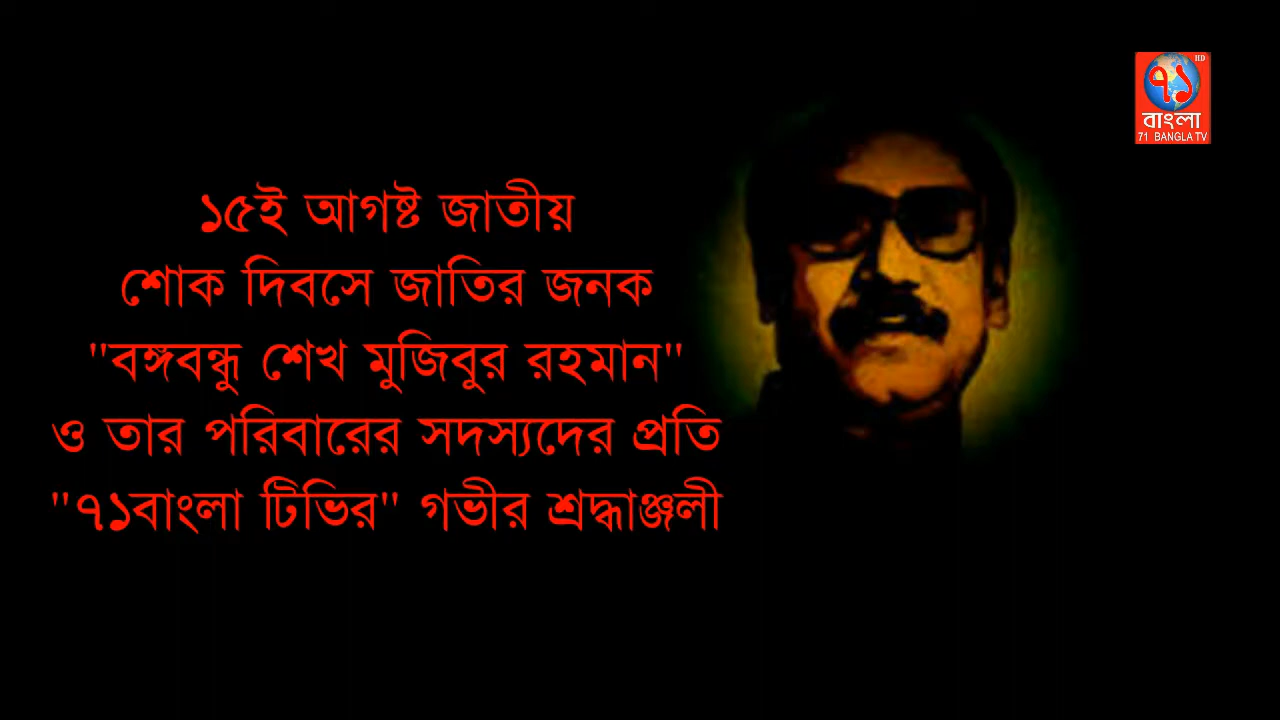 IED
৭১
বাংলা
71 BANGLA TV
১৫ই আগষ্ট জাতীয়
শোক দিবসে জাতির জনক
"বঙ্গবন্ধু শেখ মুজিবুর রহমান"
ও তার পরিবারের সদস্যদের প্রতি
"৭১বাংলা টিভির" গভীর শ্রদ্ধাঞ্জলী